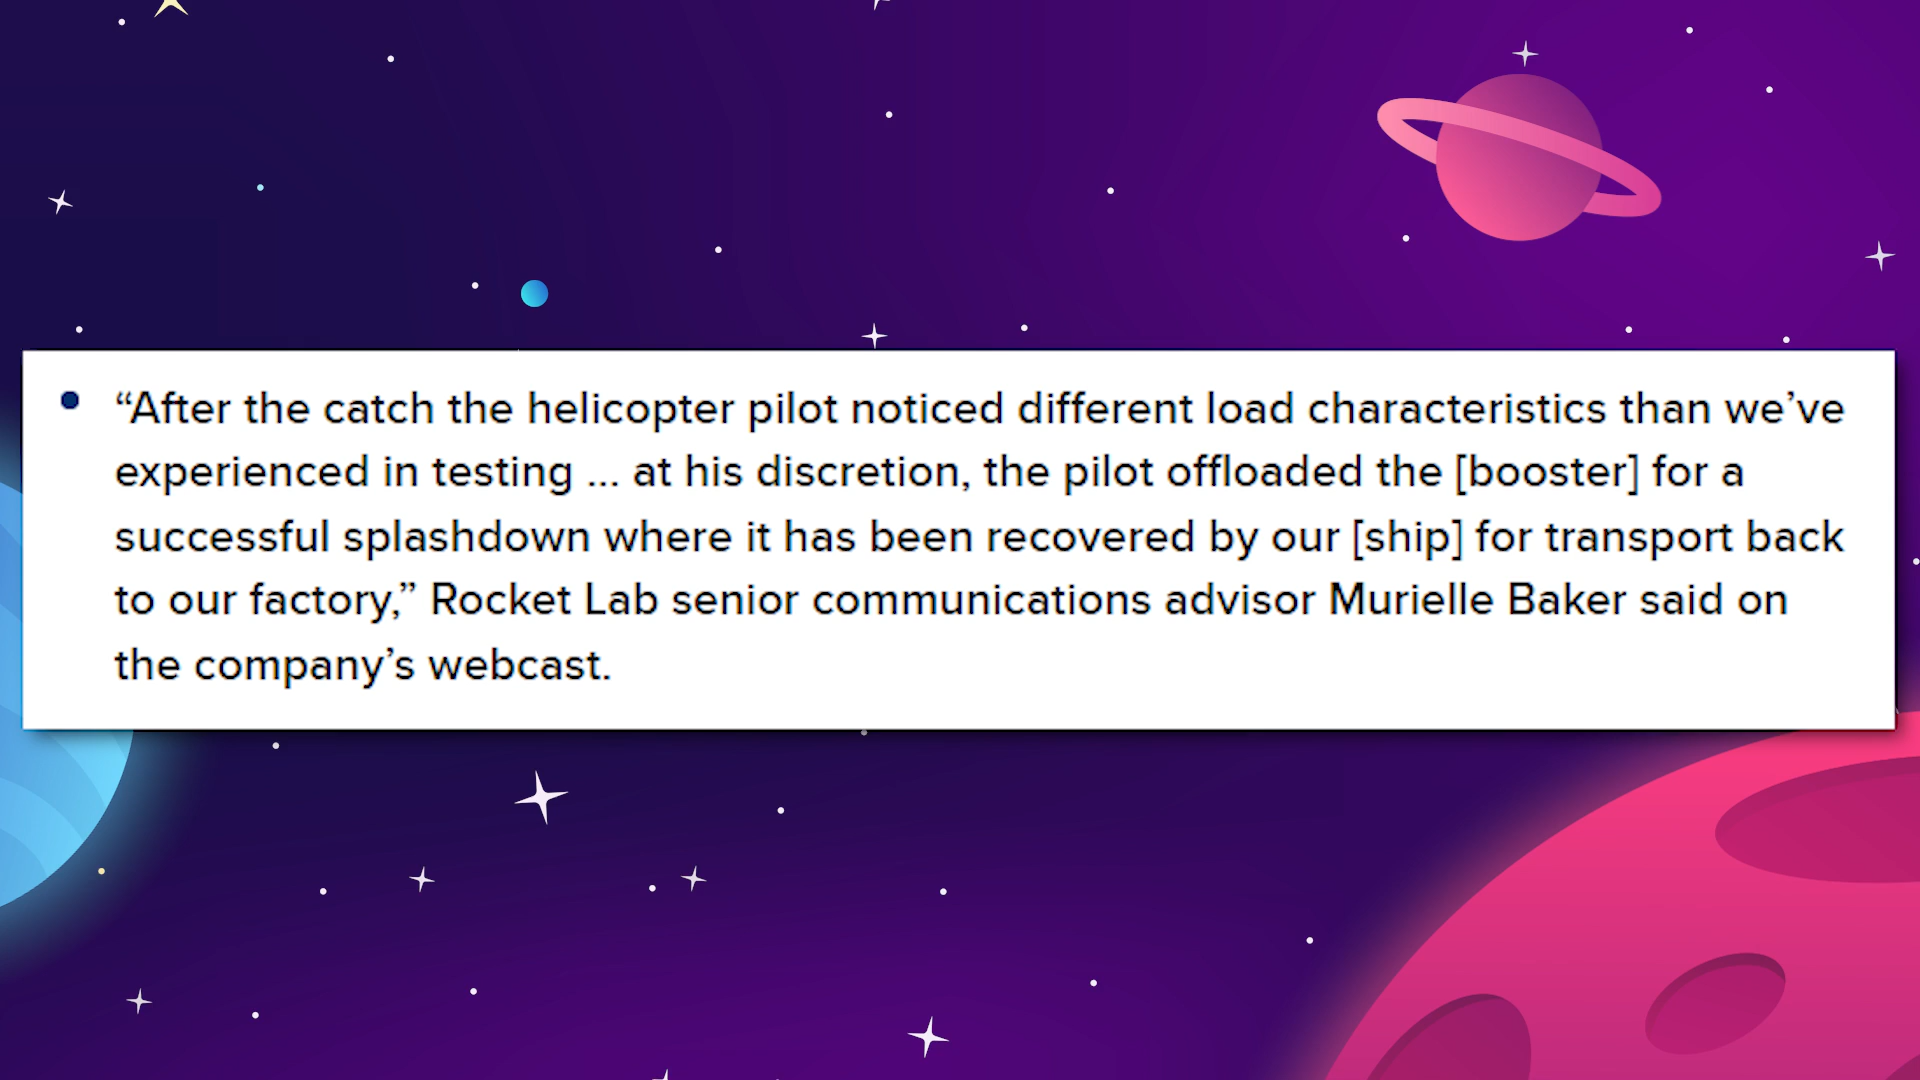 • “After the catch the helicopter pilot noticed different load characteristics than we’ve
experienced in testing ... at his discretion, the pilot offloaded the [booster] for a
successful splashdown where it has been recovered by our [ship] for transport back
to our factory,” Rocket Lab senior communications advisor Murielle Baker said on
the company’s webcast.